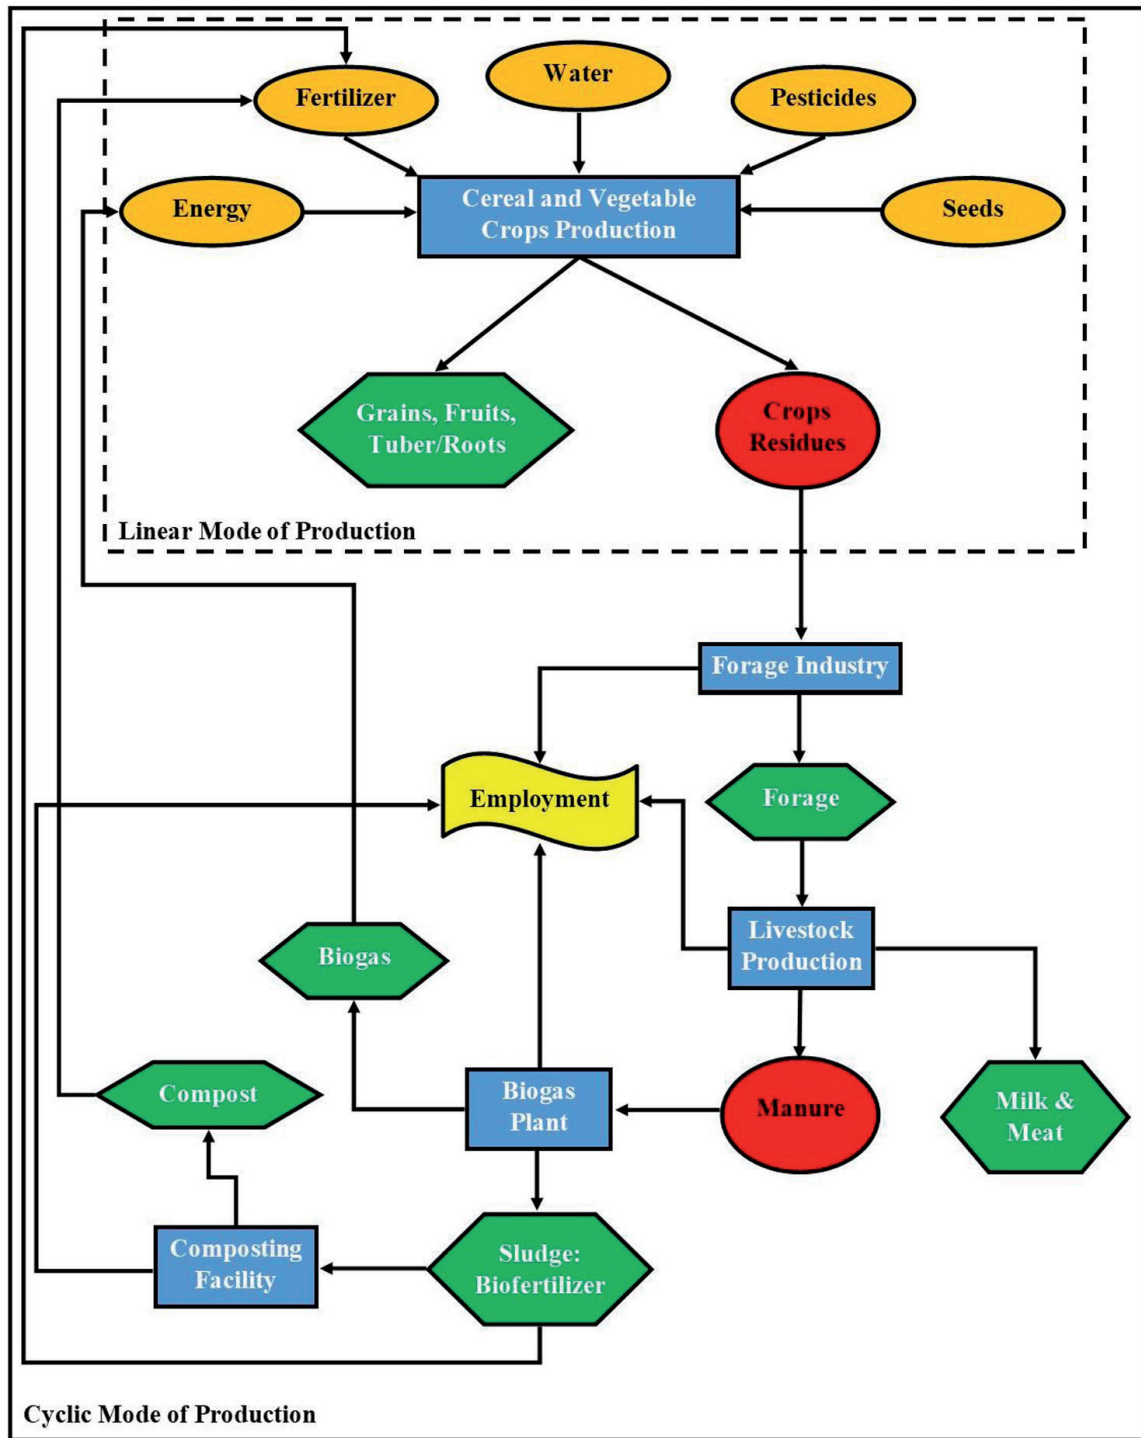 Water
Fertilizer
Pesticides
Energy
Cereal and Vegetable
Crops Production
Seeds
Grains, Fruits,
Tuber/Roots
Crops
Residues
Linear Mode of Production
Forage Industry
Employment
Forage
Livestock
Production
Biogas
Compost
Biogas
Plant
Manure
Milk &
Meat
Composting
Facility
Sludge:
Biofertilizer
Cyclic Mode of Production